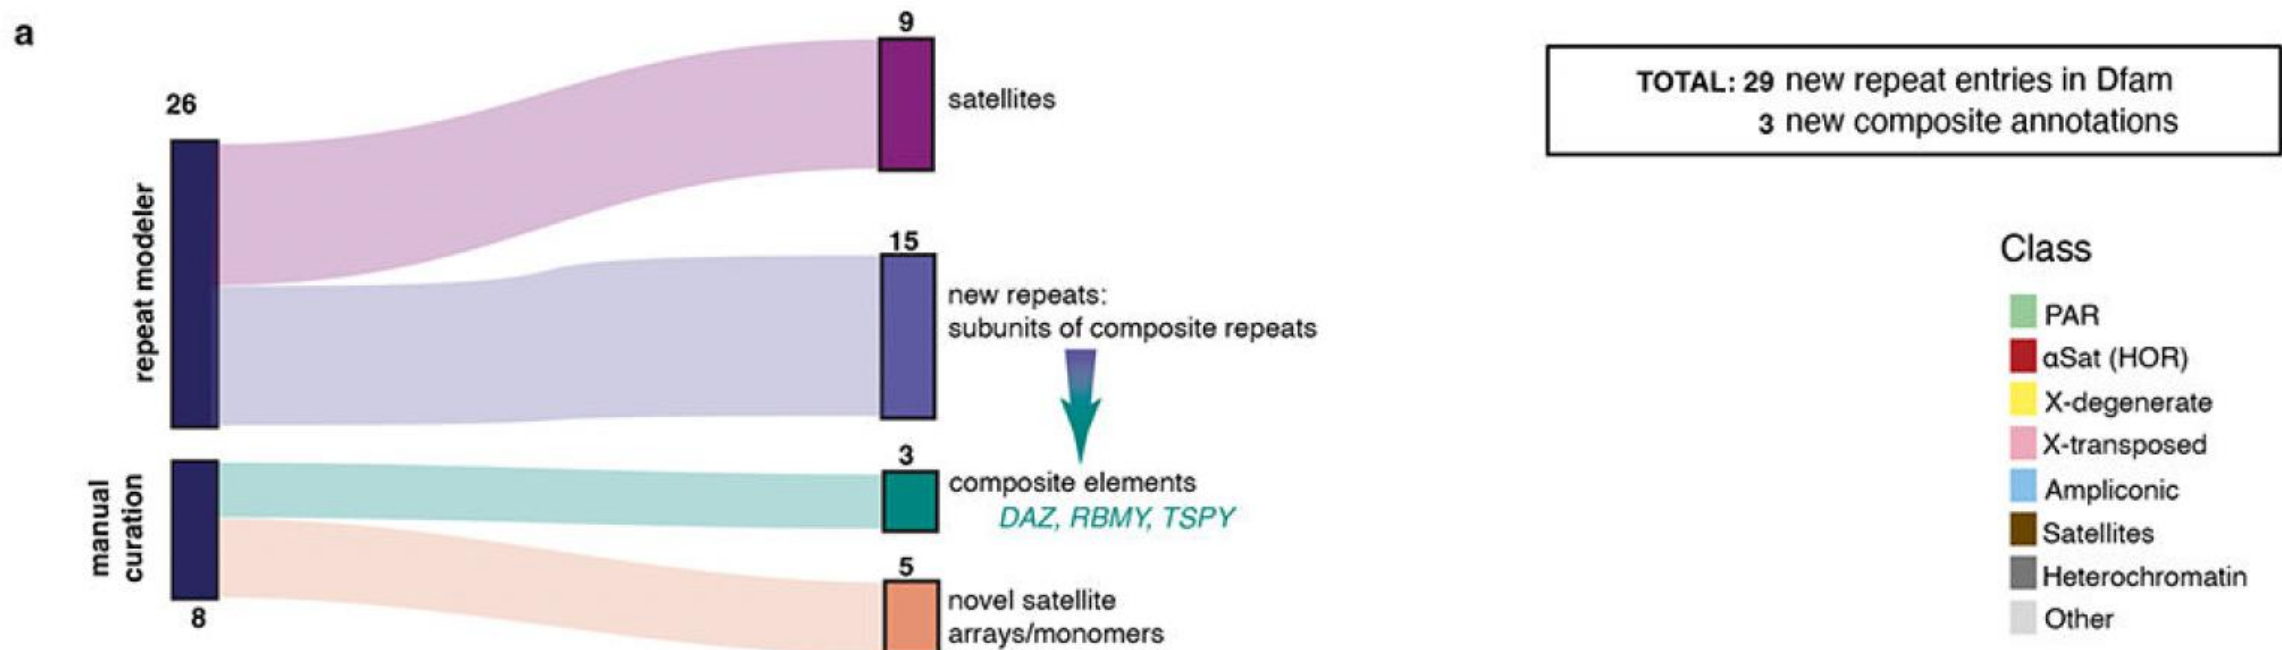 a
26
repeat modeler
9
satellites
15
new repeats:
subunits of composite repeats
3
composite elements
DAZ, RBMY, TSPY
manual
curation
8
5
novel satellite
arrays/monomers
TOTAL: 29 new repeat entries in Dfam
3 new composite annotations
Class
PAR
αSat (HOR)
X-degenerate
X-transposed
Ampliconic
Satellites
Heterochromatin
Other